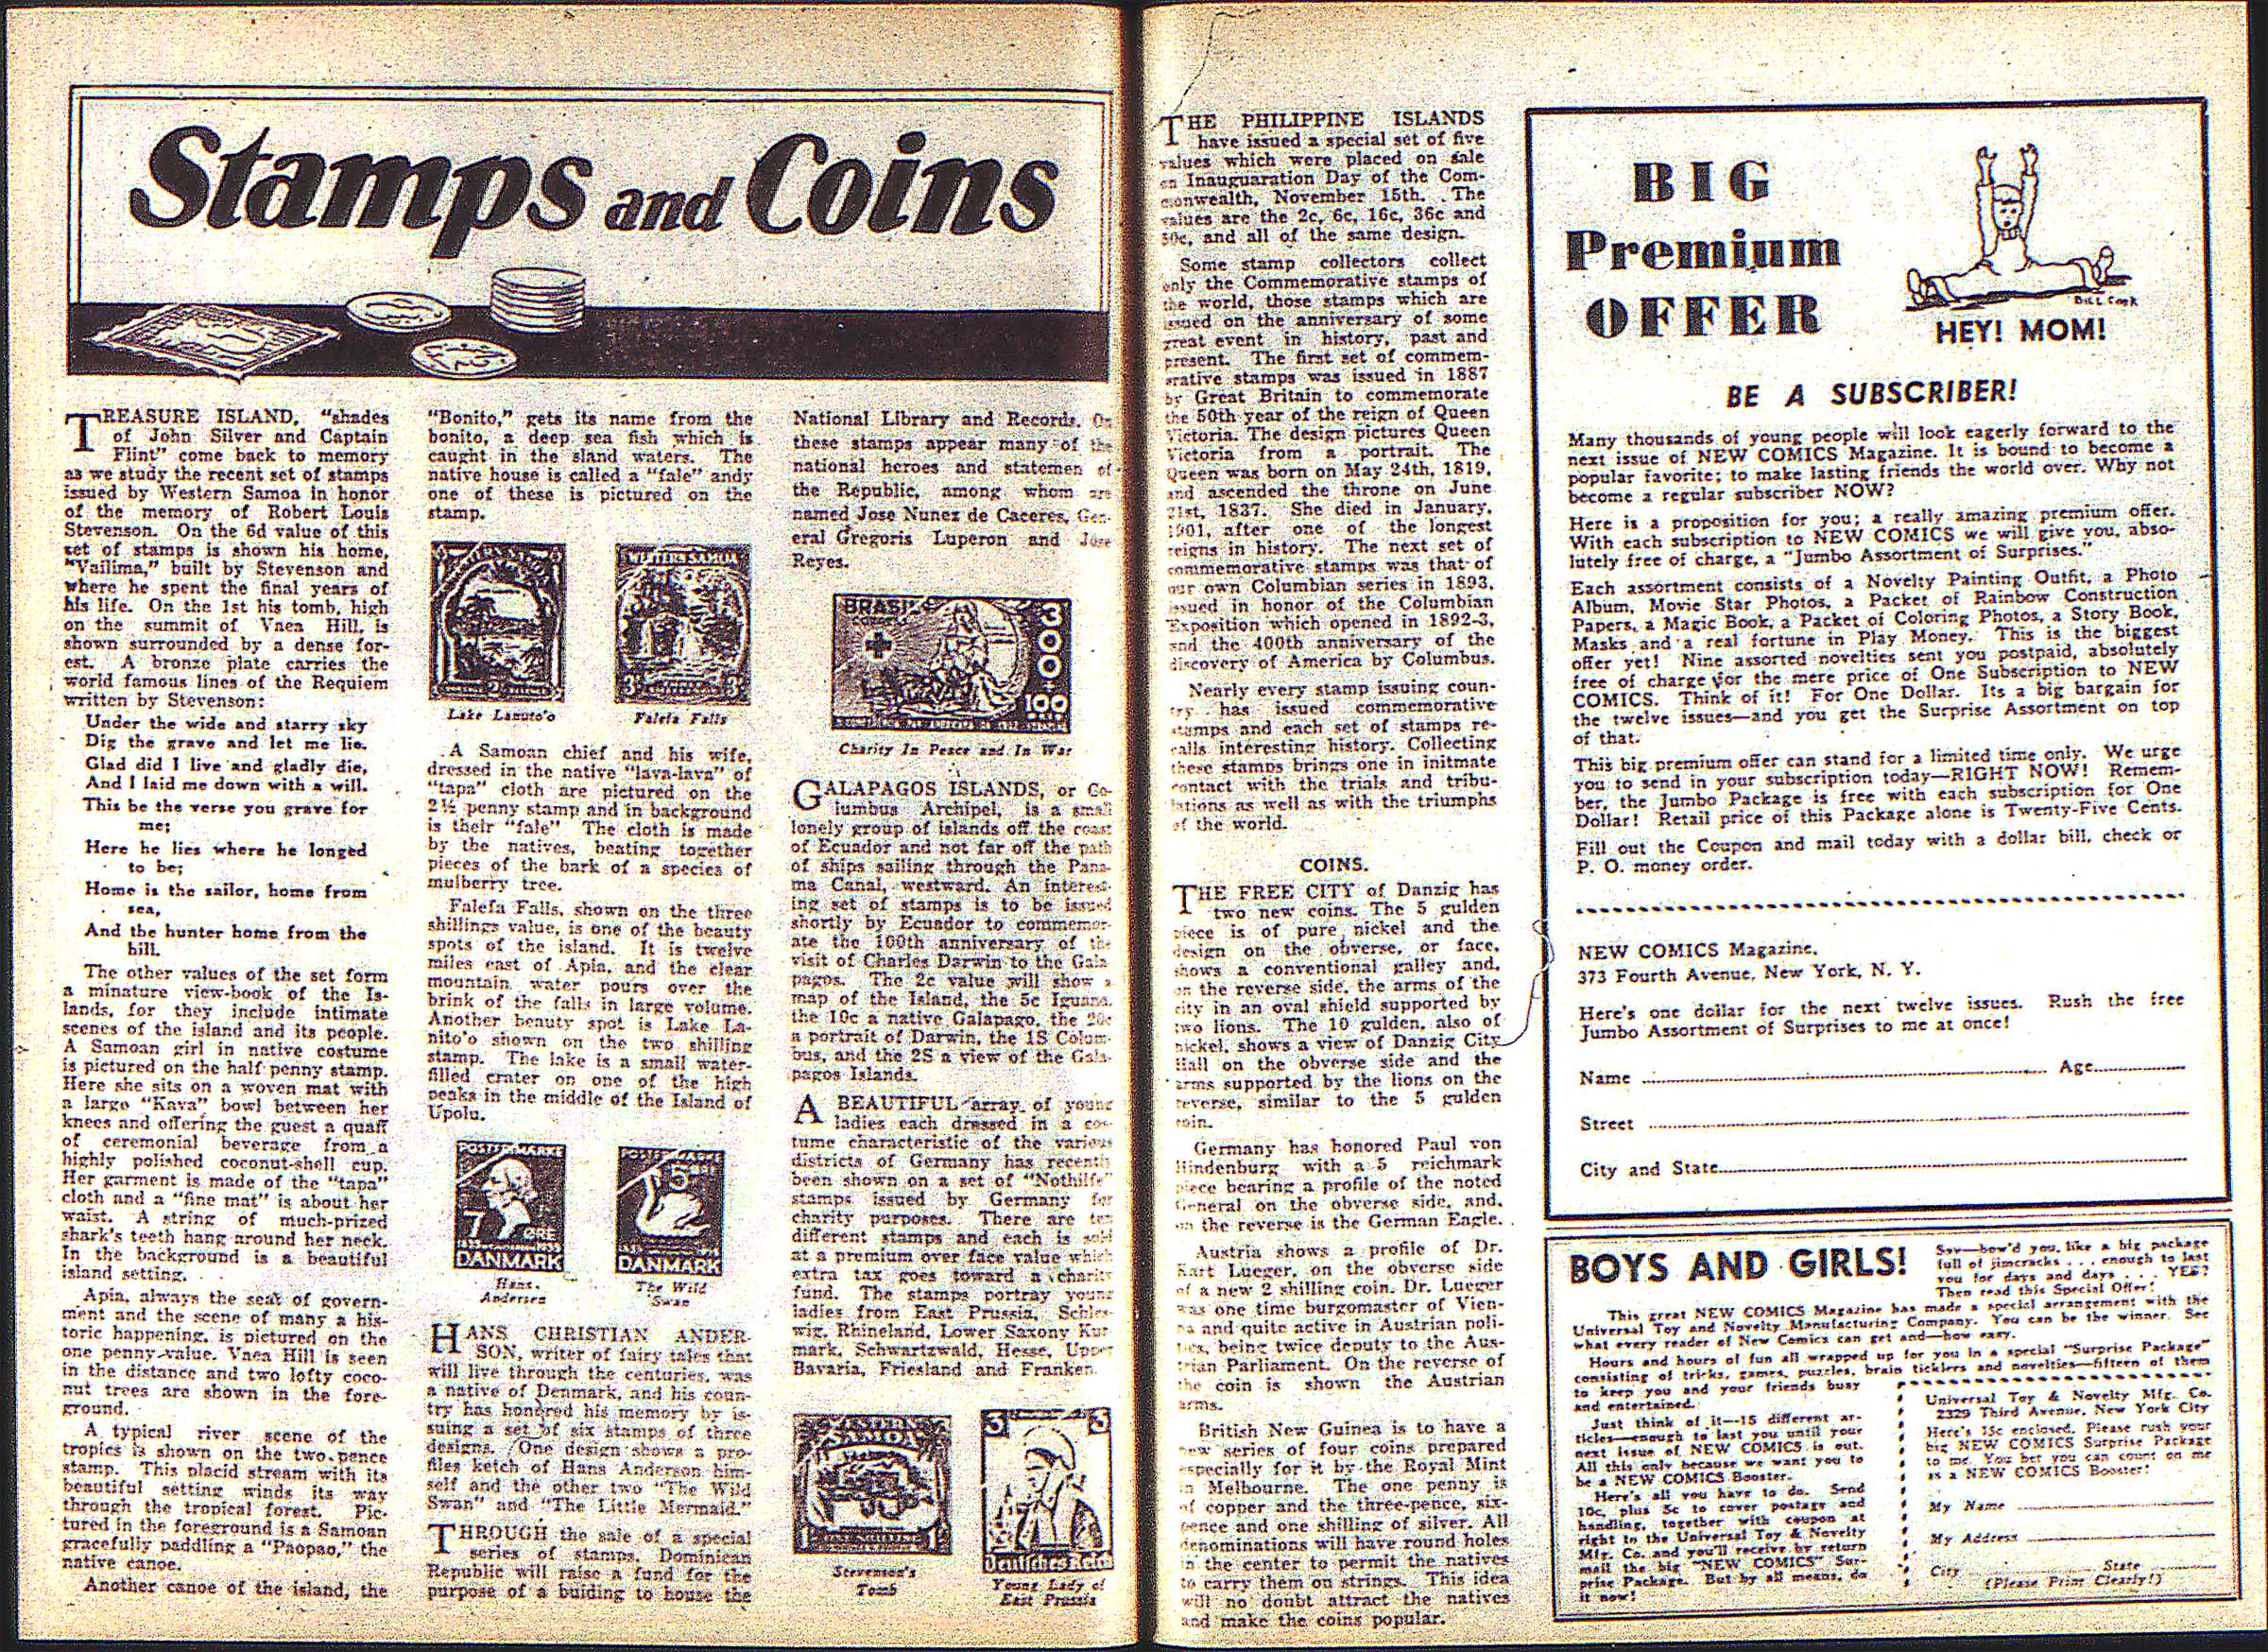 Stamps and Coins
TREASURE ISLAND, "shades
of John Silver and Captain
Flint" come back to memory
as we study the recent set of stamps
issued by Western Samoa in honor
of the memory of Robert Louis
Stevenson. On the 6d value of this
set of stamps is shown his home,
"Vailima," built by Stevenson and
where he spent the final years of
his life. On the 1st his tomb, high
on the summit of Vaea Hill, is
shown surrounded by a dense for-
est. A bronze plate carries the
world famous lines of the Requiem
written by Stevenson:
Under the wide and starry sky
Dig the grave and let me lie.
Glad did I live and gladly die,
And I laid me down with a will.
This be the verse you grave for
me;
Here he lies where he longed
to be;
Home is the sailor, home from
sea,
And the hunter home from the
hill.
The other values of the set form
a minature view-book of the Is-
lands, for they include intimate
scenes of the island and its people.
A Samoan girl in native costume
is pictured on the half penny stamp.
Here she sits on a woven mat with
a large "Kava" bowl between her
knees and offering the guest a quaff
of ceremonial beverage from a
highly polished coconut-shell cup.
Her garment is made of the "tapa"
cloth and a "fine mat" is about her
waist. A string of much-prized
shark's teeth hang around her neck.
In the background is a beautiful
island setting. . .
Apia, always the seat of govern-
ment and the scene of many a his-
toric happening, is pictured on the
one penny value. Vaea Hill is seen
in the distance and two lofty coco-
nut trees are shown in the fore-
ground.
A typical river scene of the
tropics is shown on the two pence
stamp. This placid stream with its
beautiful setting winds its way
through the tropical forest. Pic-
tured in the foreground is a Samoan
gracefully paddling a "Paopao," the
native canoe.
Another canoe of the island, the
"Bonito," gets its name from the
bonito, a deep sea fish which is
caught in the sland waters. The
native house is called a "fale" andy
one of these is pictured on the
stamp.
WESTERN SAMOA
Lake Lanuto'o
Falefa Falls
A Samoan chief and his wife,
dressed in the native "lava-lava" of
"tapa" cloth are pictured on the
2½ penny stamp and in background
is their "fale" The cloth is made
by the natives, beating together
pieces of the bark of a species of
mulberry tree.
Falefa Falls, shown on the three
shillings value, is one of the beauty
spots of the island. It is twelve
miles east of Apia, and the clear
mountain water pours over the
brink of the falls in large volume.
Another beauty spot is Lake La-
nito'o shown on the two shilling
stamp. The lake is a small water-
filled crater on one of the high
peaks in the middle of the Island of
Upolu.
7 ØRE
DANMARK
5
DANMARK
Hans
Andersen
The Wild
Swan
HANS CHRISTIAN ANDER-
SON, writer of fairy tales that
will live through the centuries, was
a native of Denmark, and his coun-
try has honored his memory by is-
suing a set of six stamps of three
designs. One design shows a pro-
files ketch of Hans Anderson him-
self and the other two "The Wild
Swan" and "The Little Mermaid."
THROUGH the sale of a special
series of stamps, Dominican
Republic will raise a fund for the
purpose of a buiding to house the
National Library and Records. On
these stamps appear many of the
national heroes and statemen of
the Republic, among whom are
named Jose Nunez de Caceres, Gen-
eral Gregoris Luperon and Jose
Reyes.
BRASIL
300
100
Charity In Peace and In War
GALAPAGOS ISLANDS, or Co-
lumbus Archipel, is a small
lonely group of islands off the coast
of Ecuador and not far off the path
of ships sailing through the Pana-
ma Canal, westward. An interest-
ing set of stamps is to be issued
shortly by Ecuador to commemor-
ate the 100th anniversary of the
visit of Charles Darwin to the Gala
pagos. The 2c value will show a
map of the Island, the 5c Iguana,
the 10c a native Galapago, the 20c
a portrait of Darwin, the 1S Colum-
bus, and the 2S a view of the Gala-
pagos Islands.
A BEAUTIFUL array of young
ladies each dressed in a cos-
tume characteristic of the various
districts of Germany has recently
been shown on a set of "Nothilfe"
stamps issued by Germany for
charity purposes. There are ten
different stamps and each is sold
at a premium over face value which
extra tax goes toward a charity
fund. The stamps portray young
ladies from East Prussia, Schles-
wig, Rhineland, Lower Saxony Kur
mark, Schwartzwald, Hesse, Upper
Bavaria, Friesland and Franken.
WESTERN SAMOA
3 3
Deutsches Reich
Stevenson's
Tomb
Young Lady of
East Prussia
THE PHILIPPINE ISLANDS
have issued a special set of five
values which were placed on sale
on Inauguaration Day of the Com-
monwealth, November 15th. The
values are the 2c, 6c, 16c, 36c and
50c, and all of the same design.
Some stamp collectors collect
only the Commemorative stamps of
the world, those stamps which are
issued on the anniversary of some
great event in history, past and
present. The first set of commem-
orative stamps was issued in 1887
by Great Britain to commemorate
the 50th year of the reign of Queen
Victoria. The design pictures Queen
Victoria from a portrait. The
Queen was born on May 24th, 1819,
and ascended the throne on June
21st, 1837. She died in January,
1901, after one of the longest
reigns in history. The next set of
commemorative stamps was that of
our own Columbian series in 1893,
issued in honor of the Columbian
Exposition which opened in 1892-3,
and the 400th anniversary of the
discovery of America by Columbus.
Nearly every stamp issuing coun-
try has issued commemorative
stamps and each set of stamps re-
calls interesting history. Collecting
these stamps brings one in initmate
contact with the trials and tribu-
lations as well as with the triumphs
of the world.
COINS.
THE FREE CITY of Danzig has
two new coins. The 5 gulden
piece is of pure nickel and the
design on the obverse, or face,
shows a conventional galley and,
on the reverse side, the arms of the
city in an oval shield supported by
two lions. The 10 gulden, also of
nickel, shows a view of Danzig City
Hall on the obverse side and the
arms supported by the lions on the
reverse, similar to the 5 gulden
coin.
Germany has honored Paul von
Hindenburg with a 5 reichmark
piece bearing a profile of the noted
General on the obverse side, and,
on the reverse is the German Eagle.
Austria shows a profile of Dr.
Kart Lueger, on the obverse side
of a new 2 shilling coin. Dr. Lueger
was one time burgomaster of Vien-
na and quite active in Austrian poli-
tics, being twice deputy to the Aus-
trian Parliament. On the reverse of
the coin is shown the Austrian
arms.
British New Guinea is to have a
new series of four coins prepared
especially for it by the Royal Mint
in Melbourne. The one penny is
of copper and the three-pence, six-
pence and one shilling of silver. All
denominations will have round holes
in the center to permit the natives
to carry them on strings. This idea
will no doubt attract the natives
and make the coins popular.
BIG
Premium
OFFER
BILL COOK
HEY! MOM!
BE A SUBSCRIBER!
Many thousands of young people will look eagerly forward to the
next issue of NEW COMICS Magazine. It is bound to become a
popular favorite; to make lasting friends the world over. Why not
become a regular subscriber NOW?
Here is a proposition for you; a really amazing premium offer.
With each subscription to NEW COMICS we will give you, abso-
lutely free of charge, a "Jumbo Assortment of Surprises."
Each assortment consists of a Novelty Painting Outfit, a Photo
Album, Movie Star Photos, a Packet of Rainbow Construction
Papers, a Magic Book, a Packet of Coloring Photos, a Story Book,
Masks and a real fortune in Play Money. This is the biggest
offer yet! Nine assorted novelties sent you postpaid, absolutely
free of charge for the mere price of One Subscription to NEW
COMICS. Think of it! For One Dollar. Its a big bargain for
the twelve issues—and you get the Surprise Assortment on top
of that.
This big premium offer can stand for a limited time only. We urge
you to send in your subscription today—RIGHT NOW! Remem-
ber, the Jumbo Package is free with each subscription for One
Dollar! Retail price of this Package alone is Twenty-Five Cents.
Fill out the Coupon and mail today with a dollar bill, check or
P. O. money order.
NEW COMICS Magazine,
373 Fourth Avenue, New York, N. Y.
Here's one dollar for the next twelve issues. Rush the free
Jumbo Assortment of Surprises to me at once!
Name Age
Street
City and State
BOYS AND GIRLS!
Say—how'd you like a big package
full of jimcracks . . . enough to last
you for days and days . . . YES?
Then read this Special Offer!
This great NEW COMICS Magazine has made a special arrangement with the
Universal Toy and Novelty Manufacturing Company. You can be the winner. See
what every reader of New Comics can get and—how easy.
Hours and hours of fun all wrapped up for you in a special "Surprise Package"
consisting of tricks, games, puzzles, brain ticklers and novelties—fifteen of them
to keep you and your friends busy
and entertained.
Just think of it—15 different ar-
ticles—enough to last you until your
next issue of NEW COMICS is out.
All this only because we want you to
be a NEW COMICS Booster.
Here's all you have to do. Send
10c, plus 5c to cover postage and
handling, together with coupon at
right to the Universal Toy & Novelty
Mfg. Co. and you'll receive by return
mail the big "NEW COMICS" Sur-
prise Package. But by all means, do
it now!
Universal Toy & Novelty Mfg. Co.
2329 Third Avenue, New York City
Here's 15c enclosed. Please rush your
big NEW COMICS Surprise Package
to me. You bet you can count on me
as a NEW COMICS Booster!
My Name
My Address
City State
(Please Print Clearly!)